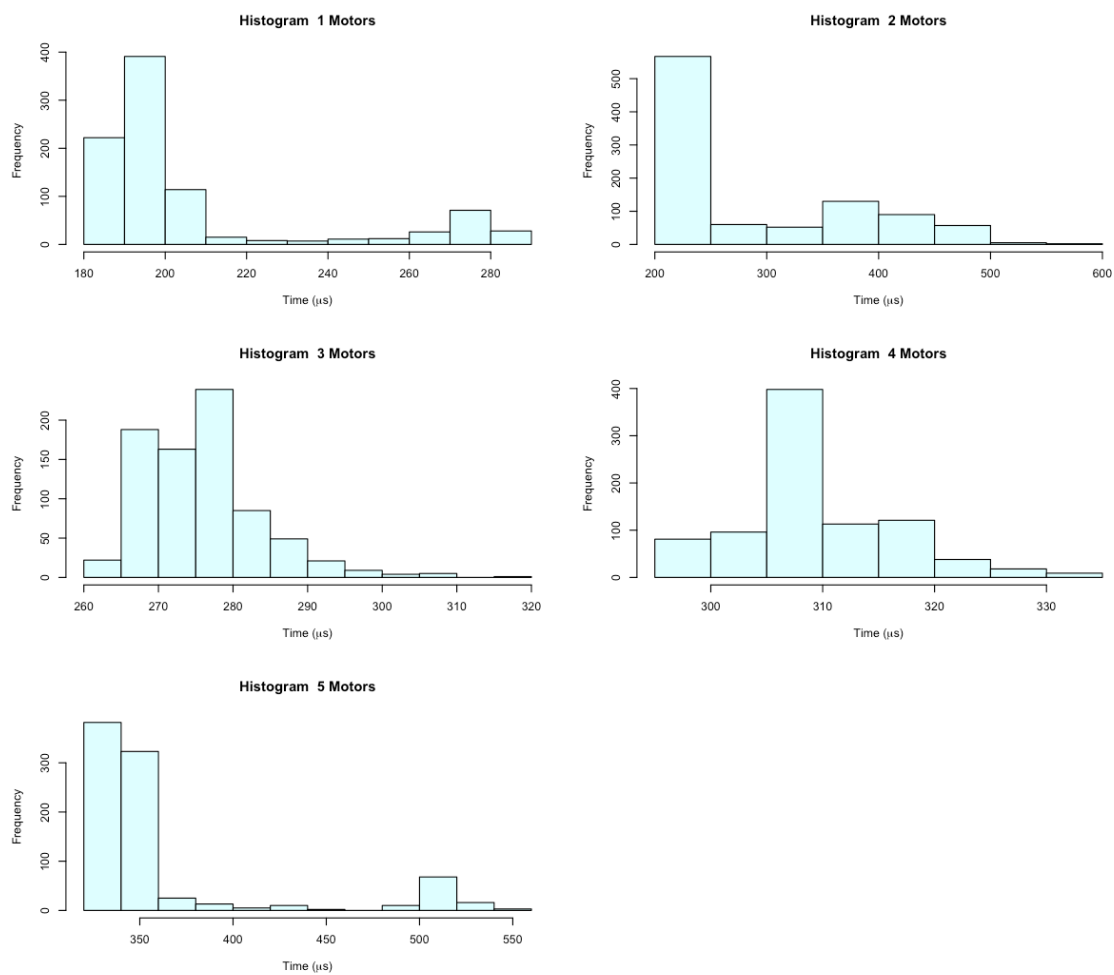 Histogram  1 Motors
Frequency
0 100 200 300 400
180 200 220 240 260 280
Time (μs)
Histogram  2 Motors
Frequency
0 100 200 300 400 500
200 300 400 500 600
Time (μs)
Histogram  3 Motors
Frequency
0 50 100 150 200
260 270 280 290 300 310 320
Time (μs)
Histogram  4 Motors
Frequency
0 100 200 300 400
300 310 320 330
Time (μs)
Histogram  5 Motors
Frequency
0 100 200 300
350 400 450 500 550
Time (μs)